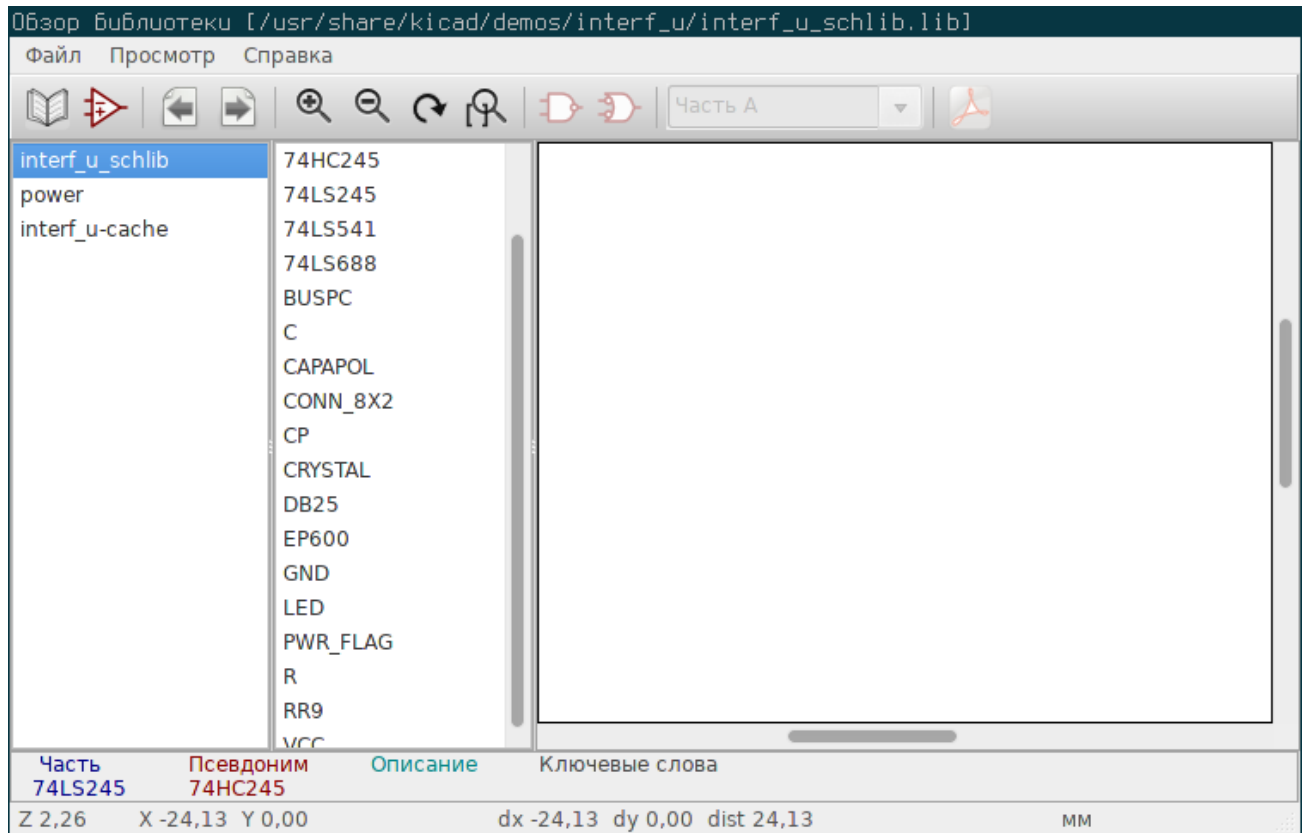 Обзор библиотеки [/usr/share/kicad/demos/interf_u/interf_u_schlib.lib]
Файл Просмотр Справка
Часть A
interf_u_schlib
power
interf_u-cache
74HC245
74LS245
74LS541
74LS688
BUSPC
C
CAPAPOL
CONN_8X2
CP
CRYSTAL
DB25
EP600
GND
LED
PWR_FLAG
R
RR9
VCC
Часть Псевдоним Описание Ключевые слова
74LS245 74HC245
Z 2,26 X -24,13 Y 0,00 dx -24,13 dy 0,00 dist 24,13 мм